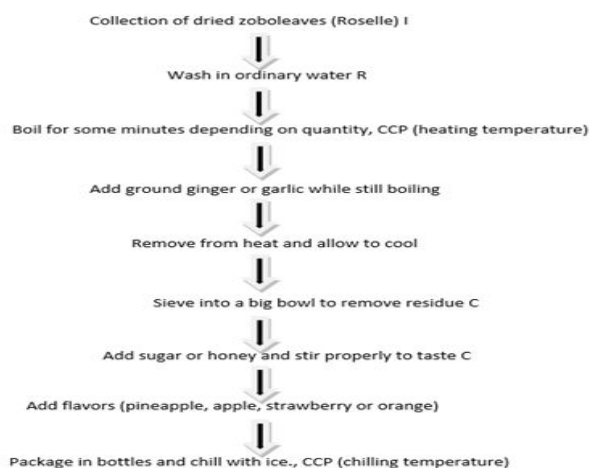 Collection of dried zoboleaves (Roselle) I
Wash in ordinary water R
Boil for some minutes depending on quantity, CCP (heating temperature)
Add ground ginger or garlic while still boiling
Remove from heat and allow to cool
Sieve into a big bowl to remove residue C
Add sugar or honey and stir properly to taste C
Add flavors (pineapple, apple, strawberry or orange)
Package in bottles and chill with ice., CCP (chilling temperature)